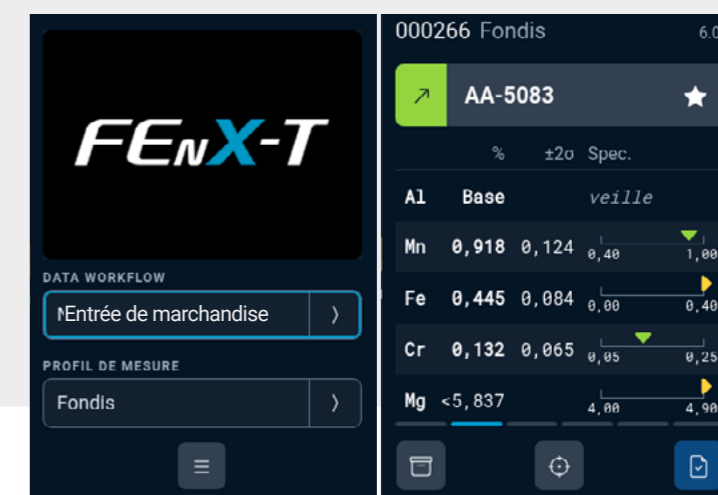 FENX-T
DATA WORKFLOW
Entrée de marchandise
PROFIL DE MESURE
Fondis
000266 Fondis 6.0
AA-5083
% ±2σ Spec.
Al Base veille
Mn 0,918 0,124 0,40 1,00
Fe 0,445 0,084 0,00 0,40
Cr 0,132 0,065 0,05 0,25
Mg <5,837 4,00 4,90